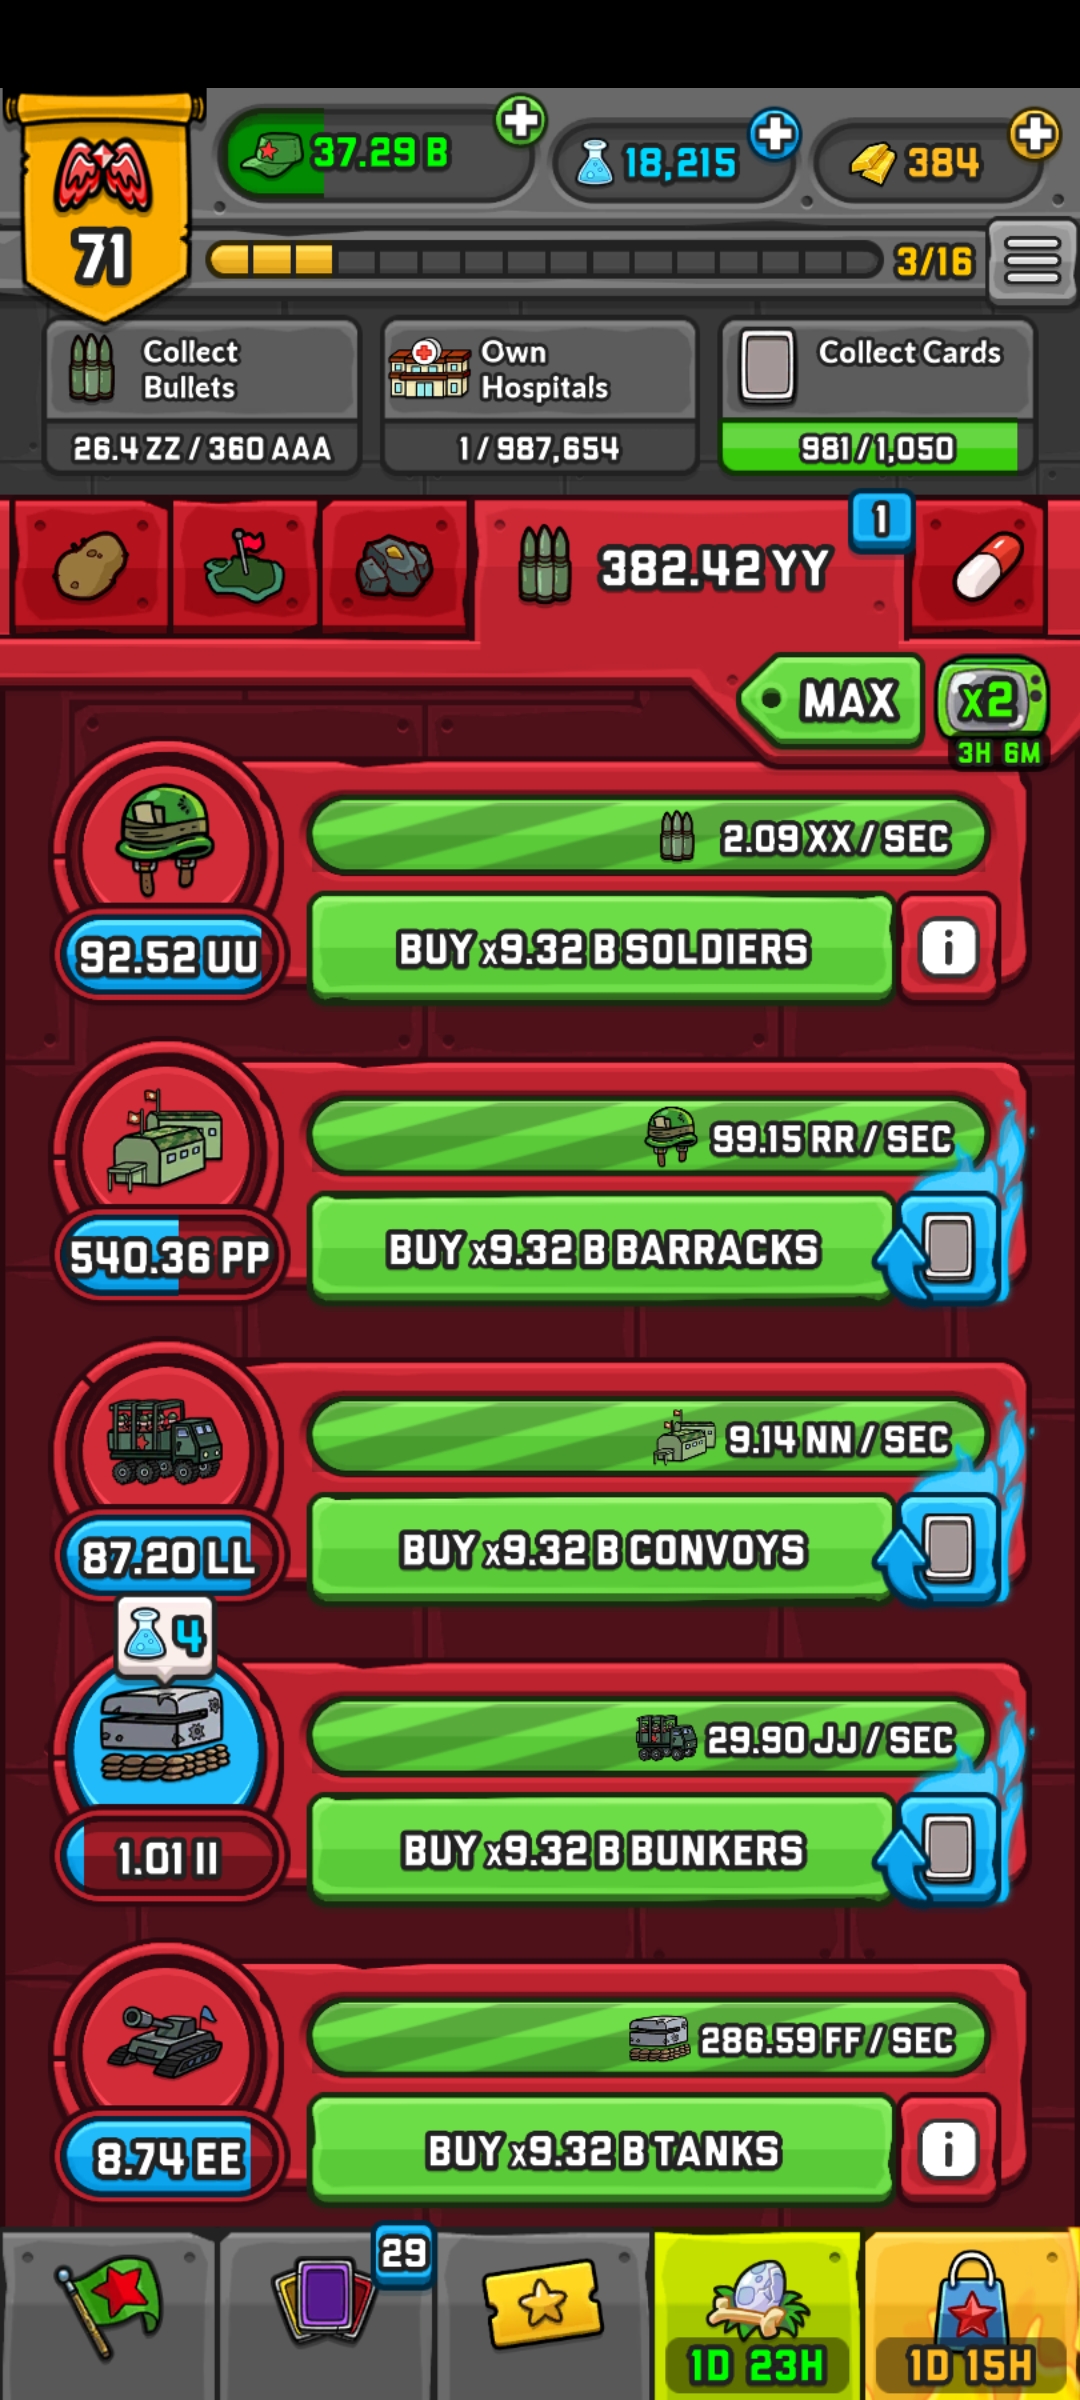 37.29 B
18,215
384
71
3/16
Collect
Bullets
Own
Hospitals
Collect Cards
26.4 ZZ / 360 AAA
1 / 987,654
981 / 1,050
382.42 YY
1
MAX
x2
3H 6M
2.09 XX / SEC
92.52 UU
BUY x9.32 B SOLDIERS
i
99.15 RR / SEC
540.36 PP
BUY x9.32 B BARRACKS
9.14 NN / SEC
87.20 LL
BUY x9.32 B CONVOYS
4
29.90 JJ / SEC
1.01 II
BUY x9.32 B BUNKERS
286.59 FF / SEC
8.74 EE
BUY x9.32 B TANKS
i
29
1D 23H
1D 15H